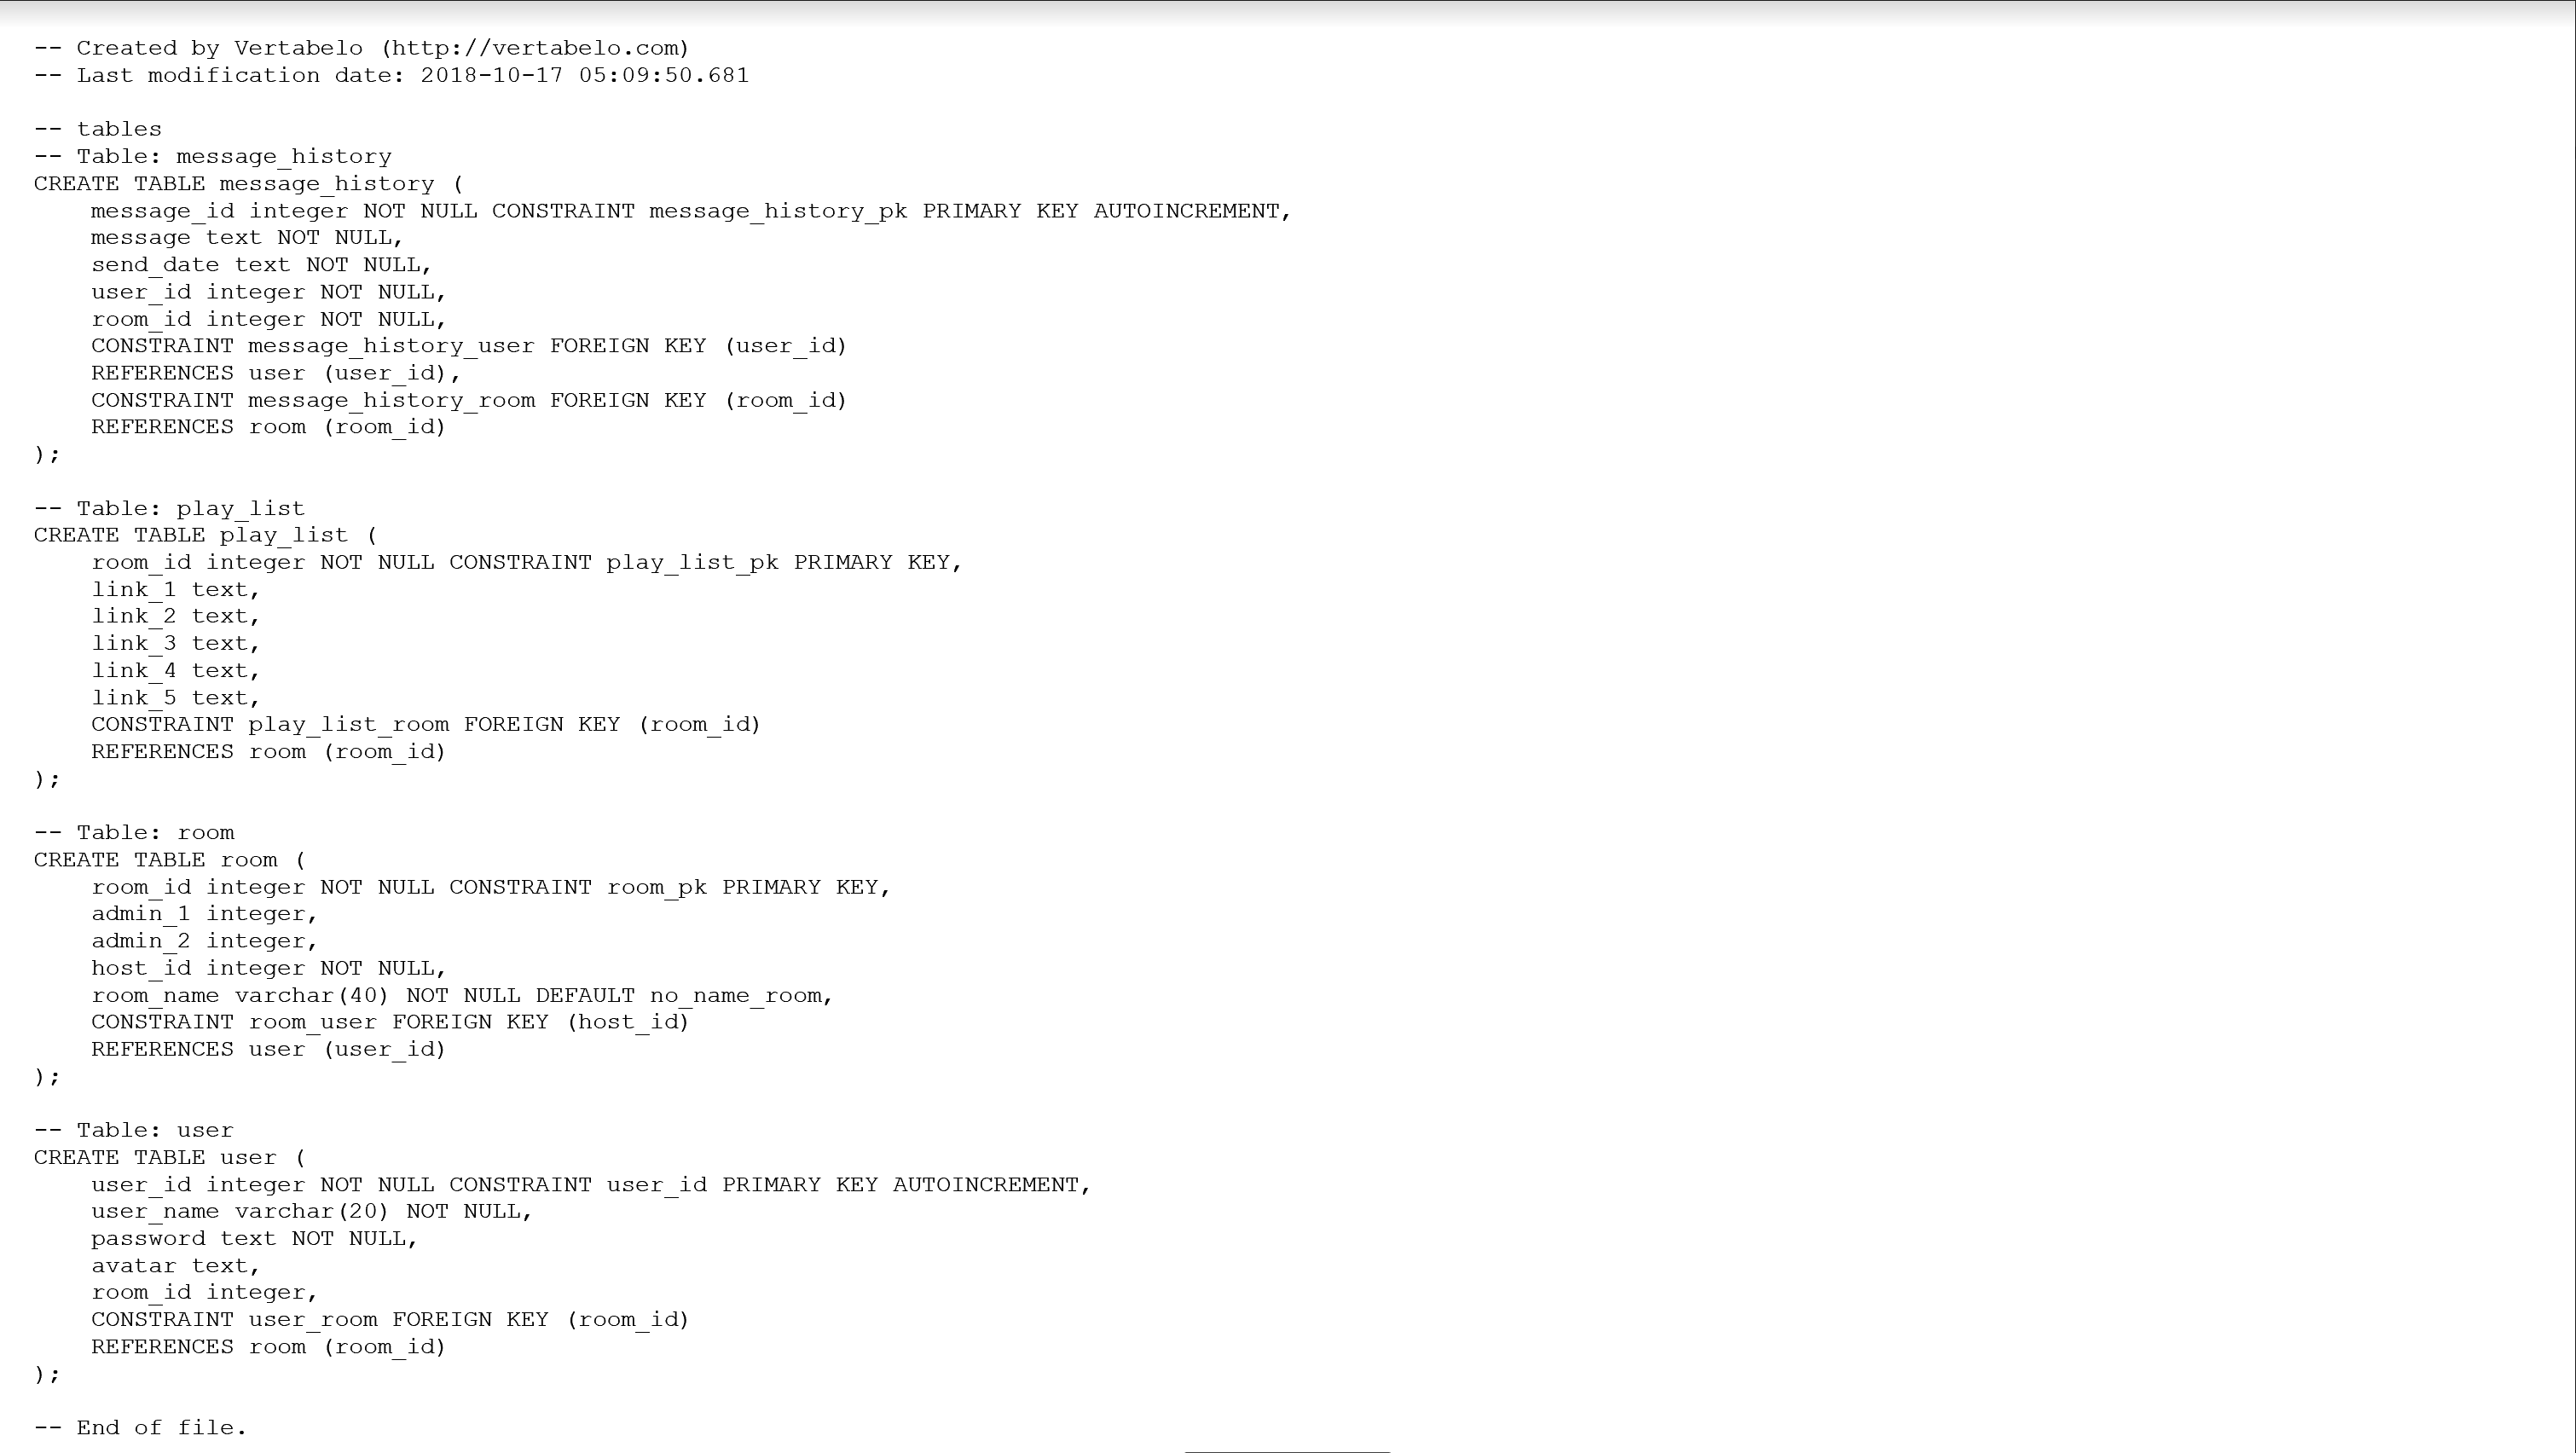 -- Created by Vertabelo (http://vertabelo.com)
-- Last modification date: 2018-10-17 05:09:50.681

-- tables
-- Table: message_history
CREATE TABLE message_history (
    message_id integer NOT NULL CONSTRAINT message_history_pk PRIMARY KEY AUTOINCREMENT,
    message text NOT NULL,
    send_date text NOT NULL,
    user_id integer NOT NULL,
    room_id integer NOT NULL,
    CONSTRAINT message_history_user FOREIGN KEY (user_id)
    REFERENCES user (user_id),
    CONSTRAINT message_history_room FOREIGN KEY (room_id)
    REFERENCES room (room_id)
);

-- Table: play_list
CREATE TABLE play_list (
    room_id integer NOT NULL CONSTRAINT play_list_pk PRIMARY KEY,
    link_1 text,
    link_2 text,
    link_3 text,
    link_4 text,
    link_5 text,
    CONSTRAINT play_list_room FOREIGN KEY (room_id)
    REFERENCES room (room_id)
);

-- Table: room
CREATE TABLE room (
    room_id integer NOT NULL CONSTRAINT room_pk PRIMARY KEY,
    admin_1 integer,
    admin_2 integer,
    host_id integer NOT NULL,
    room_name varchar(40) NOT NULL DEFAULT no_name_room,
    CONSTRAINT room_user FOREIGN KEY (host_id)
    REFERENCES user (user_id)
);

-- Table: user
CREATE TABLE user (
    user_id integer NOT NULL CONSTRAINT user_id PRIMARY KEY AUTOINCREMENT,
    user_name varchar(20) NOT NULL,
    password text NOT NULL,
    avatar text,
    room_id integer,
    CONSTRAINT user_room FOREIGN KEY (room_id)
    REFERENCES room (room_id)
);

-- End of file.